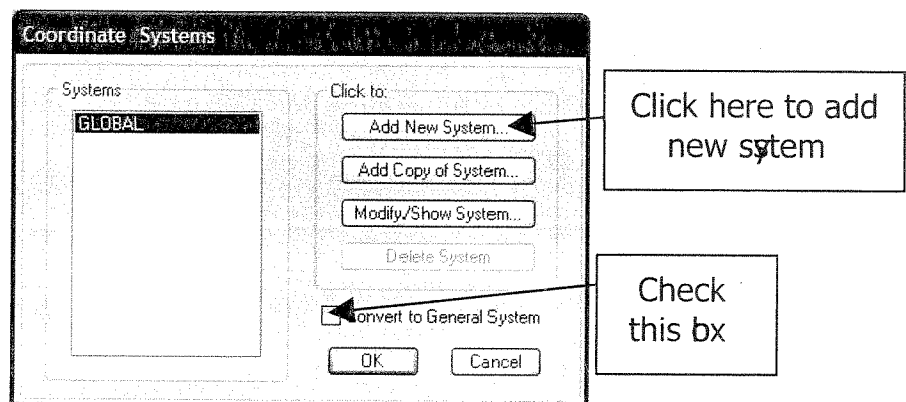 Coordinate Systems
Systems
GLOBAL
Click to:
Add New System...
Add Copy of System...
Modify/Show System...
Delete System
Convert to General System
OK
Cancel
Click here to add
new sytem
Check
this bx